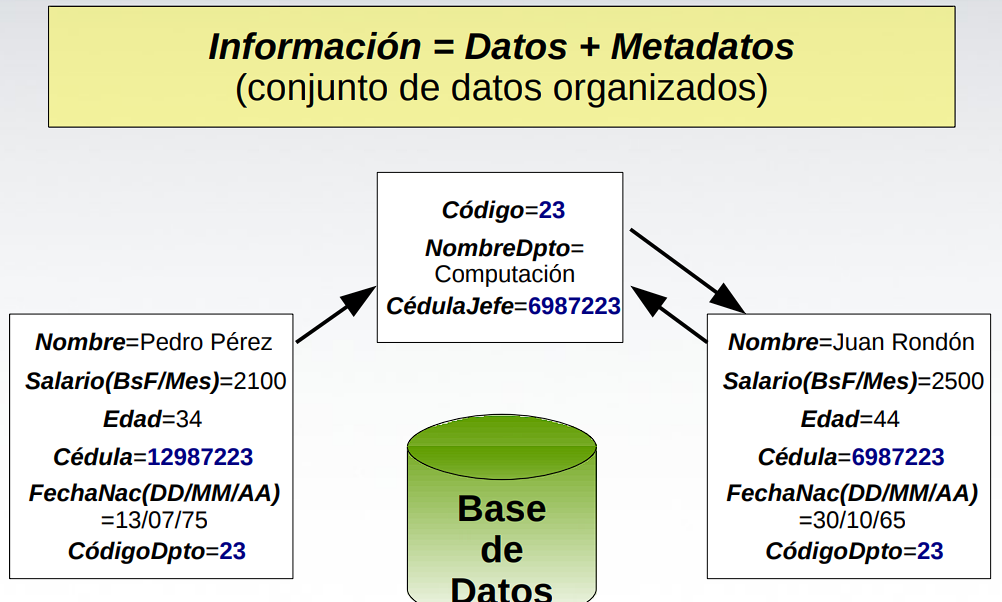 Información = Datos + Metadatos
(conjunto de datos organizados)
Código=23
NombreDpto=
Computación
CédulaJefe=6987223
Nombre=Pedro Pérez
Salario(BsF/Mes)=2100
Edad=34
Cédula=12987223
FechaNac(DD/MM/AA)
=13/07/75
CódigoDpto=23
Nombre=Juan Rondón
Salario(BsF/Mes)=2500
Edad=44
Cédula=6987223
FechaNac(DD/MM/AA)
=30/10/65
CódigoDpto=23
Base
de
Datos